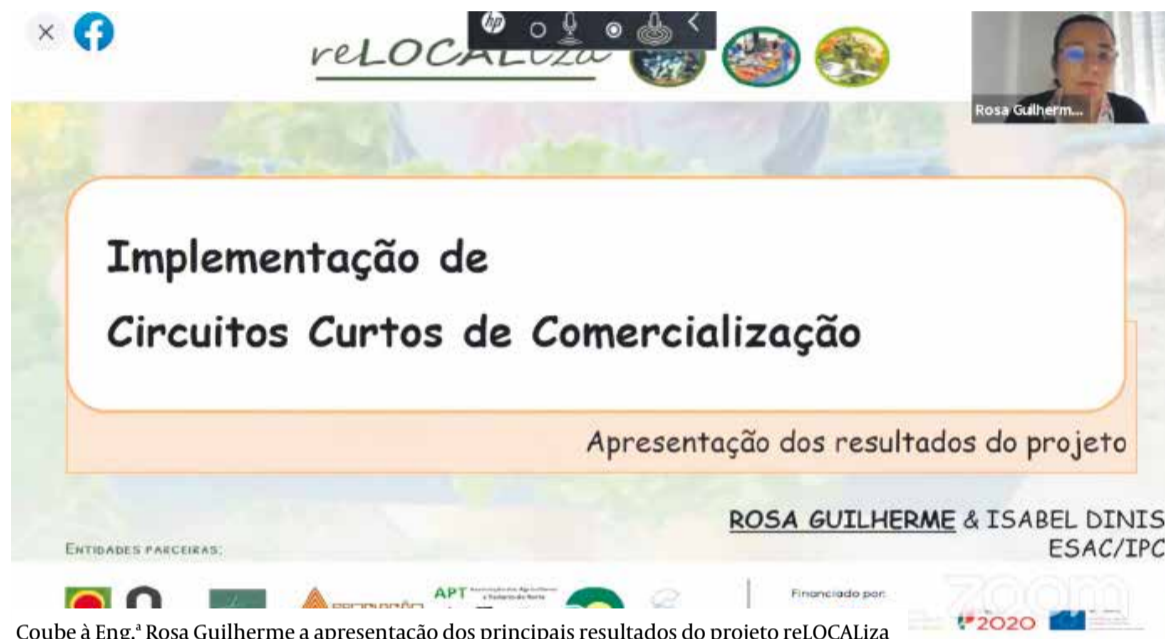 reLOCALiza
hp
Rosa Guilherm...
Implementação de
Circuitos Curtos de Comercialização
Apresentação dos resultados do projeto
ROSA GUILHERME & ISABEL DINIS
ESAC/IPC
ENTIDADES PARCEIRAS:
APT
Financiado por:
zoom
2020
Coube à Eng.ª Rosa Guilherme a apresentação dos principais resultados do projeto reLOCALiza